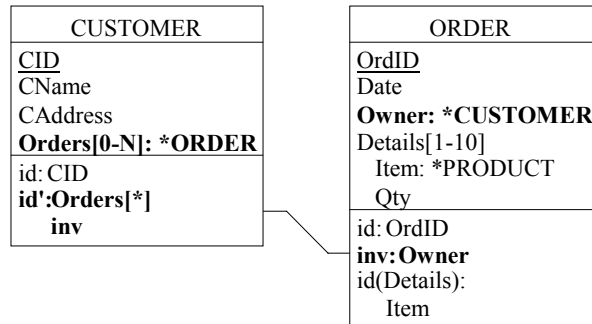 CUSTOMER
CID
CName
CAddress
Orders[0-N]: *ORDER
id: CID
id':Orders[*]
inv
ORDER
OrdID
Date
Owner: *CUSTOMER
Details[1-10]
Item: *PRODUCT
Qty
id: OrdID
inv: Owner
id(Details):
Item